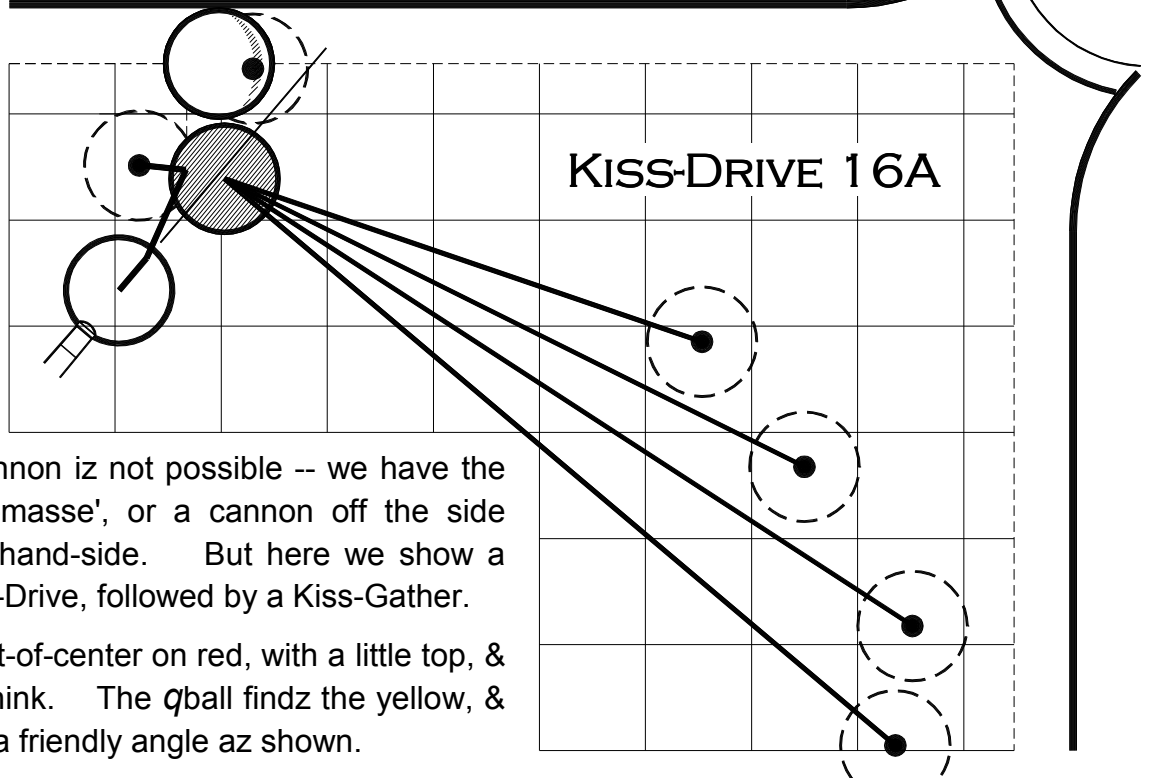 KISS-DRIVE 16A
nnon iz not possible -- we have the
masse', or a cannon off the side
hand-side. But here we show a
-Drive, followed by a Kiss-Gather.
t-of-center on red, with a little top, &
hink. The qball findz the yellow, &
a friendly angle az shown.